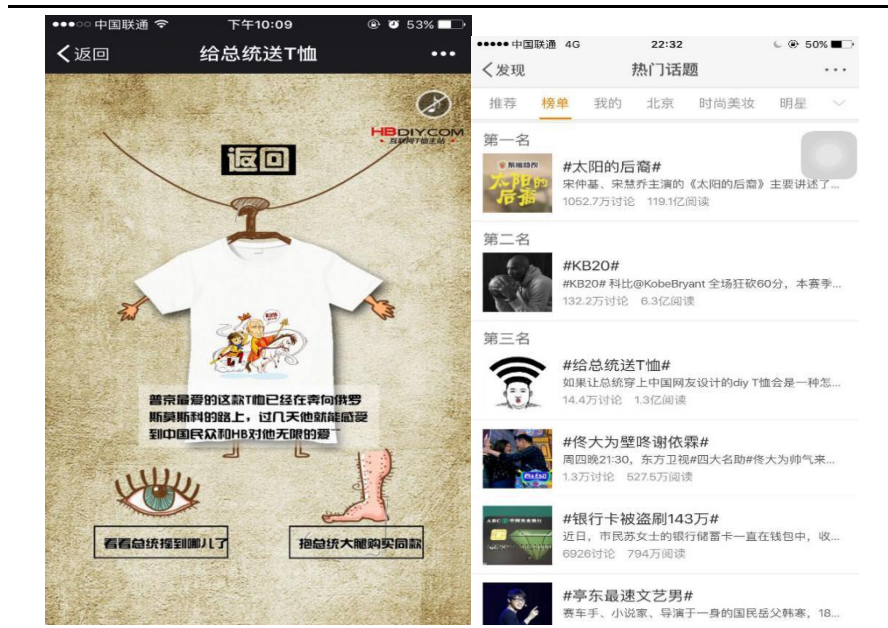 中国联通
下午10:09
53%
返回
给总统送T恤
HBDIY.COM
互联网T恤主站
返回
普京最爱的这款T恤已经在奔向俄罗
斯莫斯科的路上，过几天他就能感受
到中国民众和HB对他无限的爱
看看总统捏到哪儿了
抱总统大腿购买同款
中国联通 4G
22:32
50%
发现
热门话题
推荐 榜单 我的 北京 时尚美妆 明星
第一名
太阳的后裔
#太阳的后裔#
宋仲基、宋慧乔主演的《太阳的后裔》主要讲述了...
1052.7万讨论 119.1亿阅读
第二名
#KB20#
#KB20# 科比@KobeBryant 全场狂砍60分，本赛季...
132.2万讨论 6.3亿阅读
第三名
#给总统送T恤#
如果让总统穿上中国网友设计的diy T恤会是一种怎...
14.4万讨论 1.3亿阅读
#佟大为壁咚谢依霖#
周四晚21:30，东方卫视#四大名助#佟大为帅气来...
1.3万讨论 527.5万阅读
#银行卡被盗刷143万#
近日，市民苏女士的银行储蓄卡一直在钱包中，收...
6926讨论 794万阅读
#亭东最速文艺男#
赛车手、小说家、导演于一身的国民岳父韩寒，18...